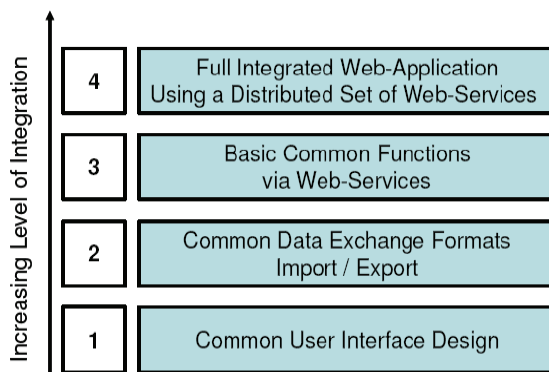 Increasing Level of Integration
4
Full Integrated Web-Application
Using a Distributed Set of Web-Services
3
Basic Common Functions
via Web-Services
2
Common Data Exchange Formats
Import / Export
1
Common User Interface Design